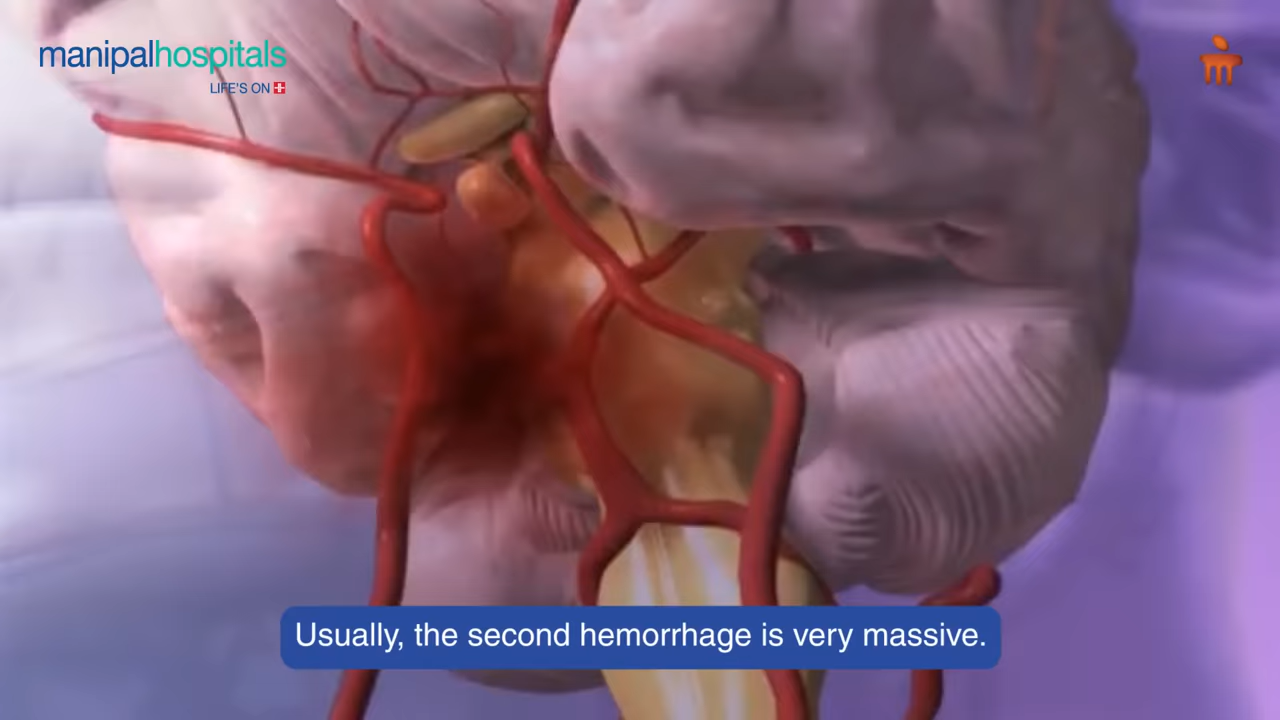 manipalhospitals
LIFE'S ON
Usually, the second hemorrhage is very massive.